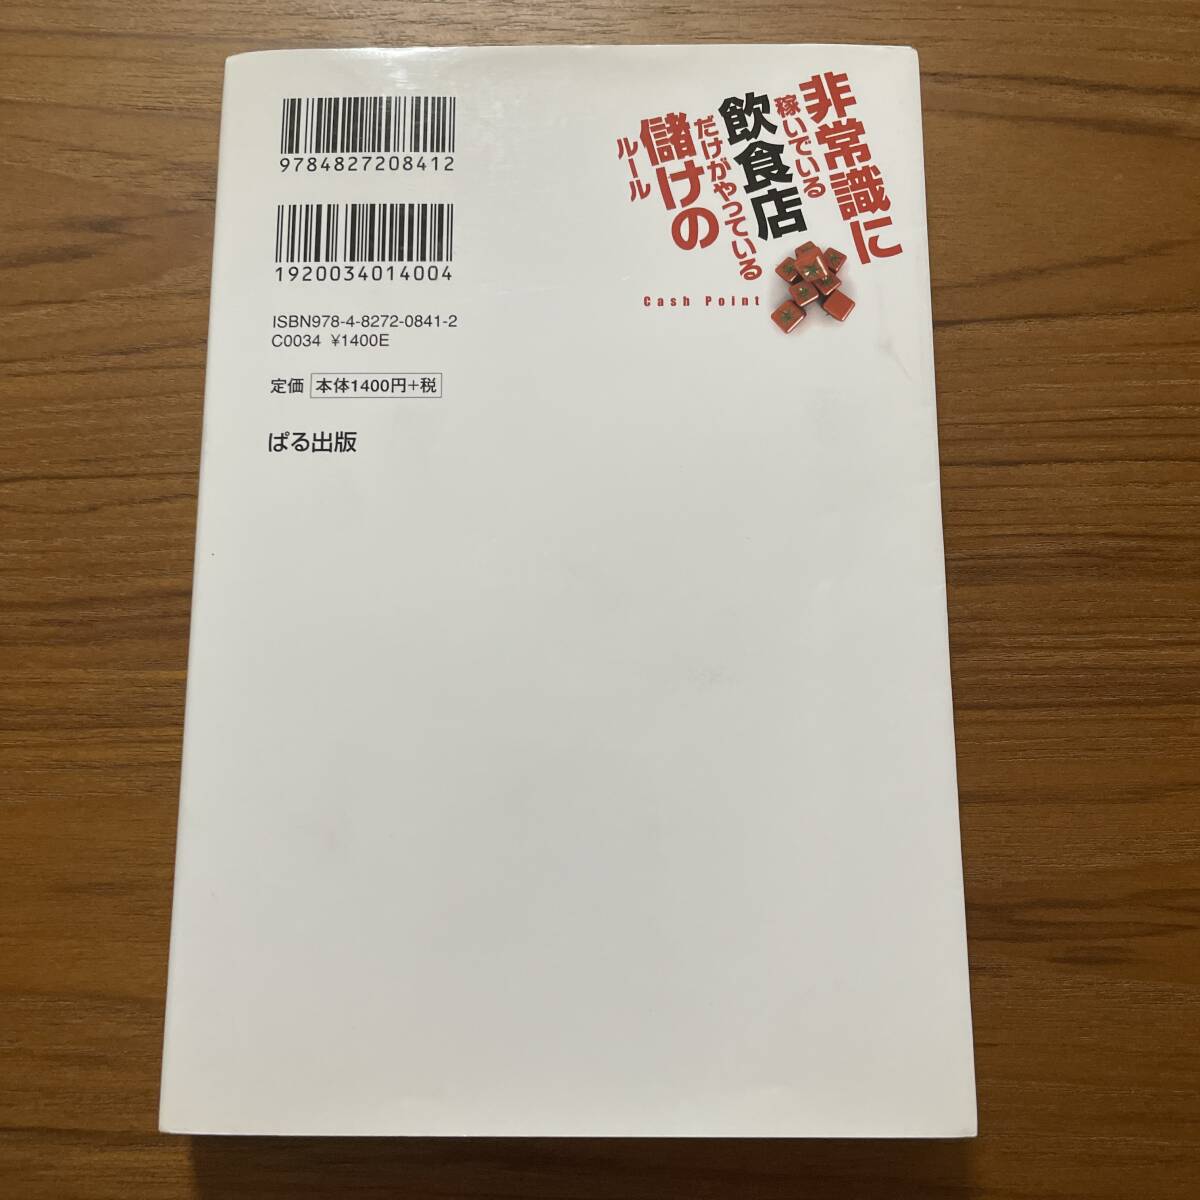 非常識に
稼いでいる
飲食店
だけがやっている
儲けの
ルール
Cash Point
9784827208412
1920034014004
ISBN978-4-8272-0841-2
C0034 ¥1400E
定価 本体1400円+税
ぱる出版